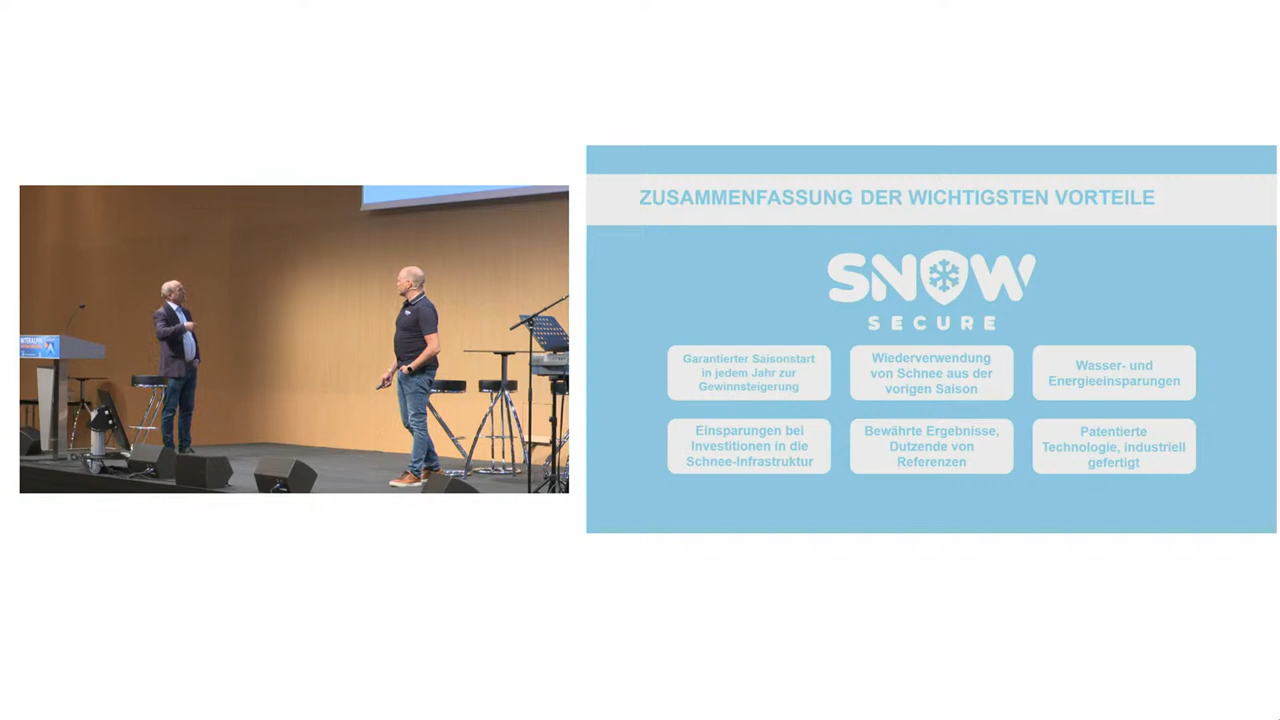 INTERALPIN
ZUSAMMENFASSUNG DER WICHTIGSTEN VORTEILE
SNOW
SECURE
Garantierter Saisonstart
in jedem Jahr zur
Gewinnsteigerung
Wiederverwendung
von Schnee aus der
vorigen Saison
Wasser- und
Energieeinsparungen
Einsparungen bei
Investitionen in die
Schnee-Infrastruktur
Bewährte Ergebnisse,
Dutzende von
Referenzen
Patentierte
Technologie, industriell
gefertigt